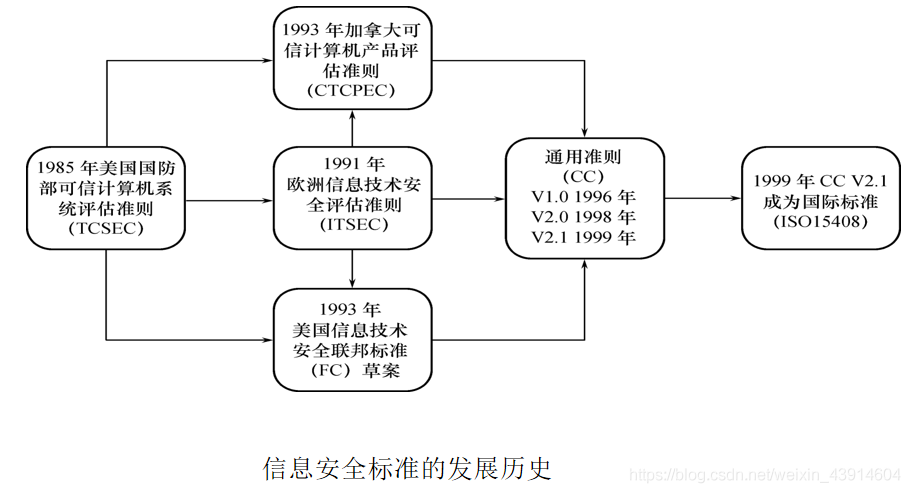 1993 年加拿大可
信计算机产品评
估准则
(CTCPEC)
1985 年美国国防
部可信计算机系
统评估准则
(TCSEC)
1991 年
欧洲信息技术安
全评估准则
(ITSEC)
通用准则
(CC)
V1.0 1996 年
V2.0 1998 年
V2.1 1999 年
1999 年 CC V2.1
成为国际标准
(ISO15408)
1993 年
美国信息技术
安全联邦标准
(FC) 草案
信息安全标准的发展历史
https://blog.csdn.net/weixin_43914604